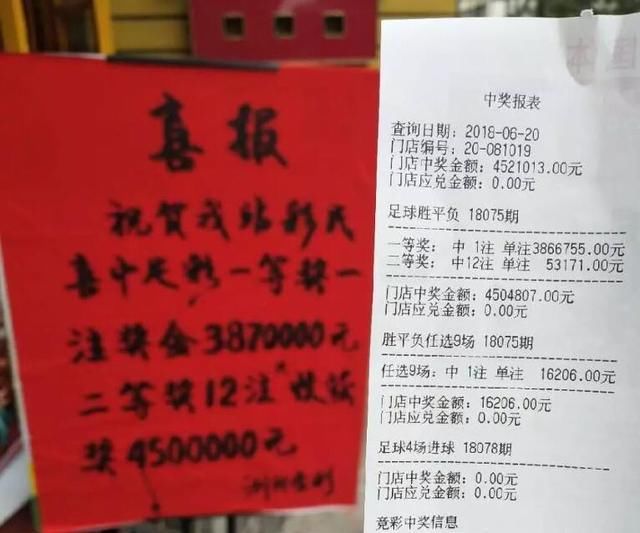 喜报
祝贺我站彩民
喜中足彩一等奖一
注奖金3870000元
二等奖12注
奖4500000元
中奖报表
查询日期：2018-06-20
门店编号：20-081019
门店中奖金额：4521013.00元
门店应兑金额：0.00元
足球胜平负 18075期
一等奖： 中 1注 单注3866755.00元
二等奖： 中12注 单注 53171.00元
门店中奖金额：4504807.00元
门店应兑金额：0.00元
胜平负任选9场 18075期
任选9场：中 1注 单注 16206.00元
门店中奖金额：16206.00元
门店应兑金额：0.00元
足球4场进球 18078期
门店中奖金额：0.00元
门店应兑金额：0.00元
竞彩中奖信息